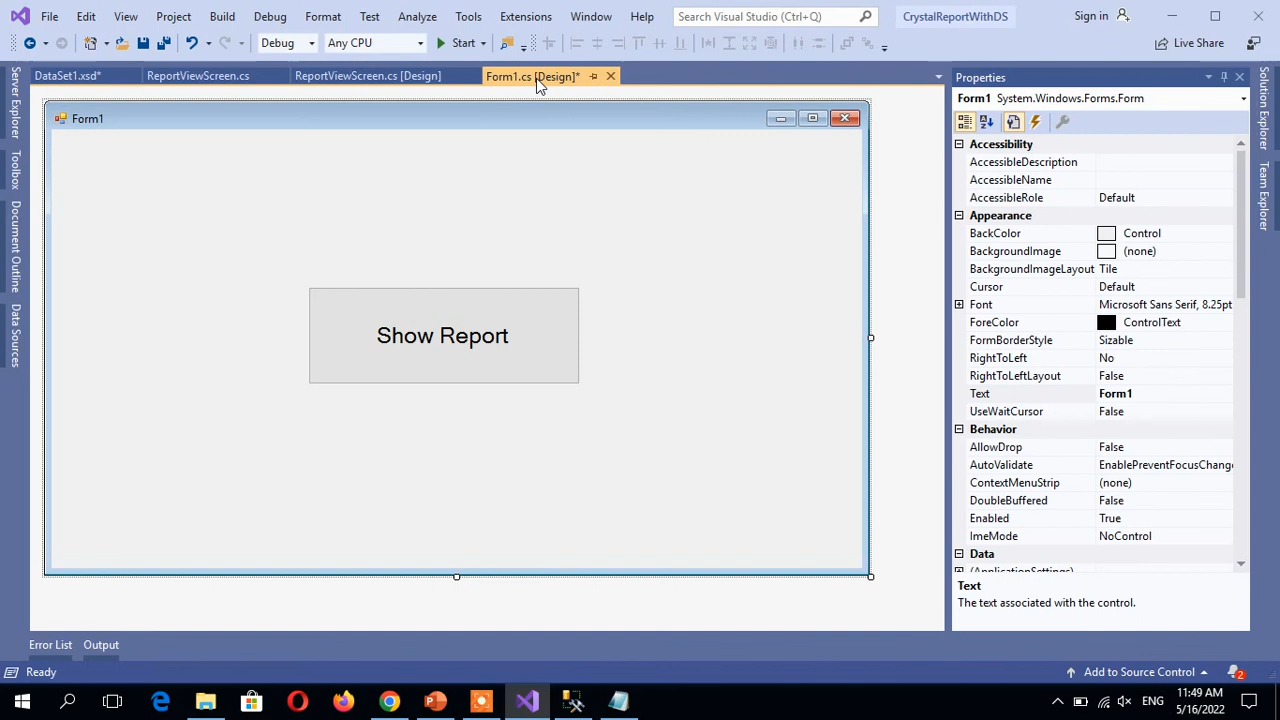 File Edit View Project Build Debug Format Test Analyze Tools Extensions Window Help Search Visual Studio (Ctrl+Q) CrystalReportWithDS Sign in
Debug Any CPU Start Live Share
DataSet1.xsd* ReportViewScreen.cs ReportViewScreen.cs [Design] Form1.cs [Design]*
Server Explorer
Toolbox
Document Outline
Data Sources
Form1
Show Report
Properties
Form1 System.Windows.Forms.Form
Accessibility
AccessibleDescription
AccessibleName
AccessibleRole Default
Appearance
BackColor Control
BackgroundImage (none)
BackgroundImageLayout Tile
Cursor Default
Font Microsoft Sans Serif, 8.25pt
ForeColor ControlText
FormBorderStyle Sizable
RightToLeft No
RightToLeftLayout False
Text Form1
UseWaitCursor False
Behavior
AllowDrop False
AutoValidate EnablePreventFocusChange
ContextMenuStrip (none)
DoubleBuffered False
Enabled True
ImeMode NoControl
Data
(ApplicationSettings)
Text
The text associated with the control.
Solution Explorer
Team Explorer
Error List Output
Ready Add to Source Control 2
ENG 11:49 AM
5/16/2022